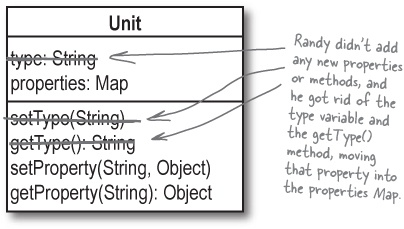 Unit
type: String
properties: Map
setType(String)
getType(): String
setProperty(String, Object)
getProperty(String): Object
Randy didn't add
any new properties
or methods, and
he got rid of the
type variable and
the getType()
method, moving
that property into
the properties Map.